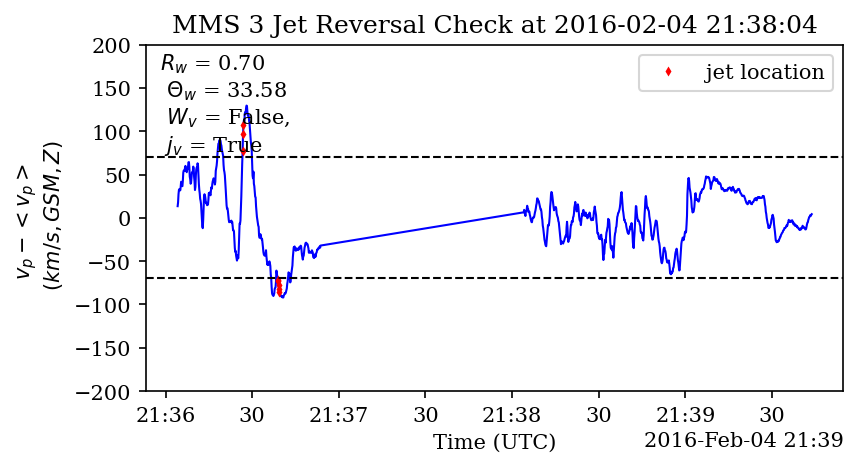 MMS 3 Jet Reversal Check at 2016-02-04 21:38:04
R_w = 0.70
Θ_w = 33.58
W_v = False,
j_v = True
jet location
200
150
100
50
0
−50
−100
−150
−200
v_p − < v_p >
(km/s, GSM, Z)
21:36 30 21:37 30 21:38 30 21:39 30
Time (UTC)
2016-Feb-04 21:39